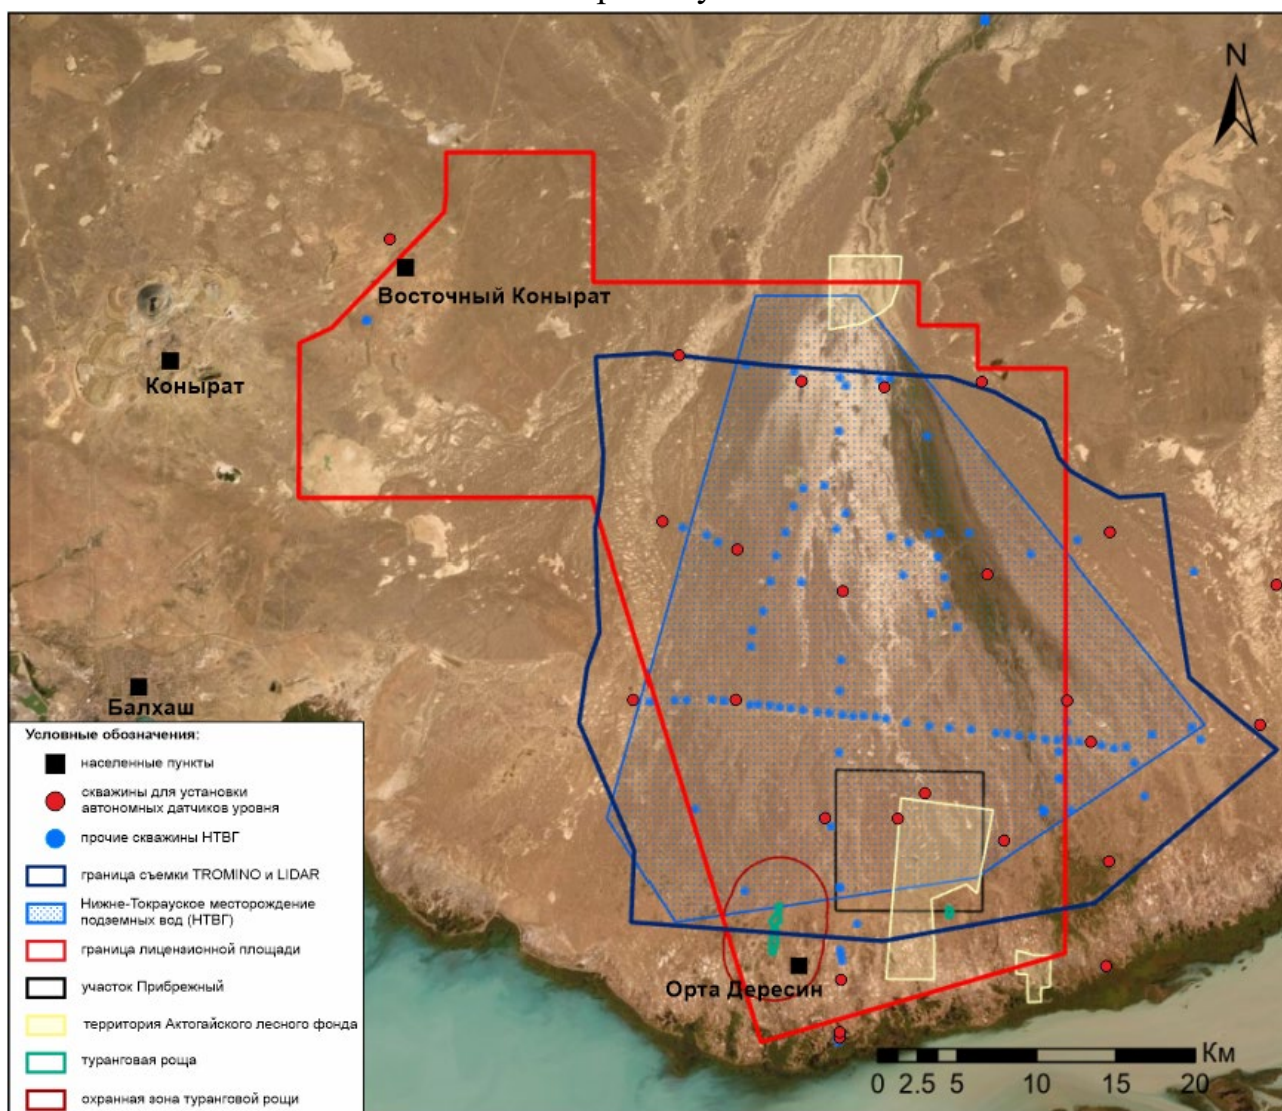 N
Восточный Конырат
Конырат
Балхаш
Условные обозначения:
населенные пункты
скважины для установки
автономных датчиков уровня
прочие скважины НТВГ
граница съемки TROMINO и LIDAR
Нижне-Токрауское месторождение
подземных вод (НТВГ)
граница лицензионной площади
участок Прибрежный
территория Актогайского лесного фонда
туранговая роща
охранная зона туранговой рощи
Орта Дересин
Км
0 2.5 5 10 15 20